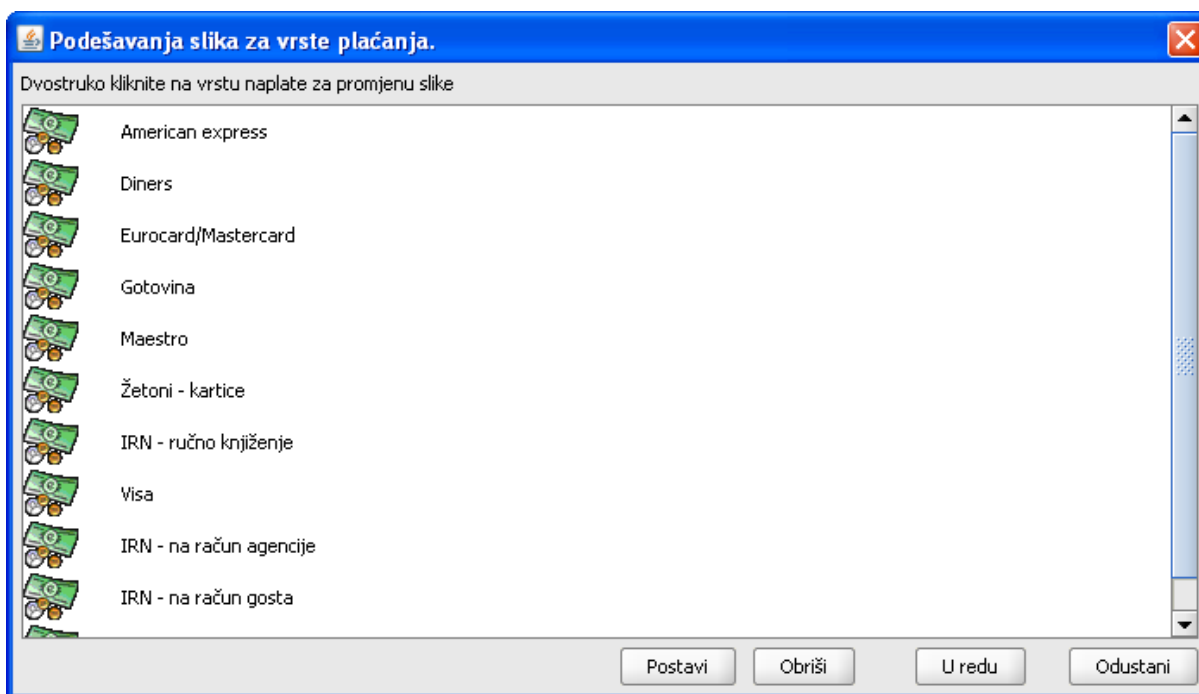 Podešavanja slika za vrste plaćanja.
Dvostruko kliknite na vrstu naplate za promjenu slike
American express
Diners
Eurocard/Mastercard
Gotovina
Maestro
Žetoni - kartice
IRN - ručno knjiženje
Visa
IRN - na račun agencije
IRN - na račun gosta
Postavi Obriši U redu Odustani